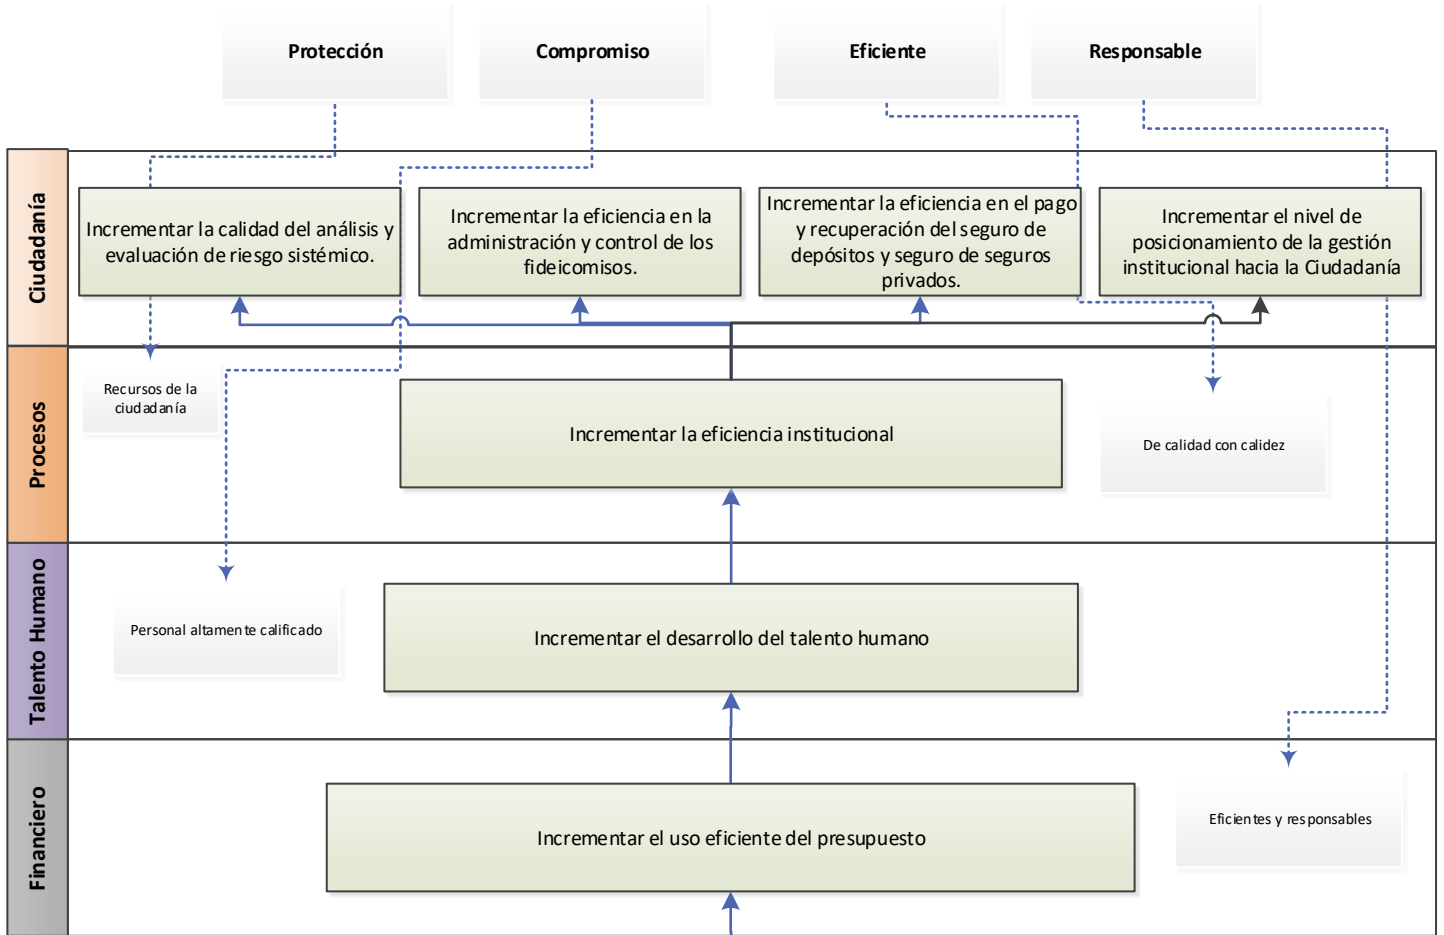 Protección
Compromiso
Eficiente
Responsable
Ciudadanía
Incrementar la calidad del análisis y
evaluación de riesgo sistémico.
Incrementar la eficiencia en la
administración y control de los
fideicomisos.
Incrementar la eficiencia en el pago
y recuperación del seguro de
depósitos y seguro de seguros
privados.
Incrementar el nivel de
posicionamiento de la gestión
institucional hacia la Ciudadanía
Procesos
Recursos de la
ciudadanía
Incrementar la eficiencia institucional
De calidad con calidez
Talento Humano
Personal altamente calificado
Incrementar el desarrollo del talento humano
Financiero
Incrementar el uso eficiente del presupuesto
Eficientes y responsables